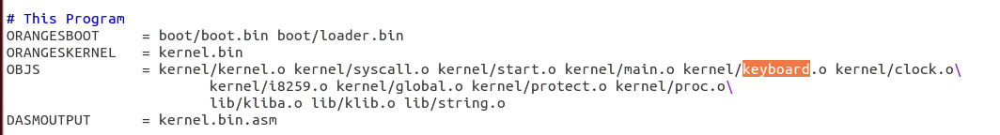 # This Program
ORANGESBOOT = boot/boot.bin boot/loader.bin
ORANGESKERNEL = kernel.bin
OBJS = kernel/kernel.o kernel/syscall.o kernel/start.o kernel/main.o kernel/keyboard.o kernel/clock.o\
kernel/i8259.o kernel/global.o kernel/protect.o kernel/proc.o\
lib/kliba.o lib/klib.o lib/string.o
DASMOUTPUT = kernel.bin.asm